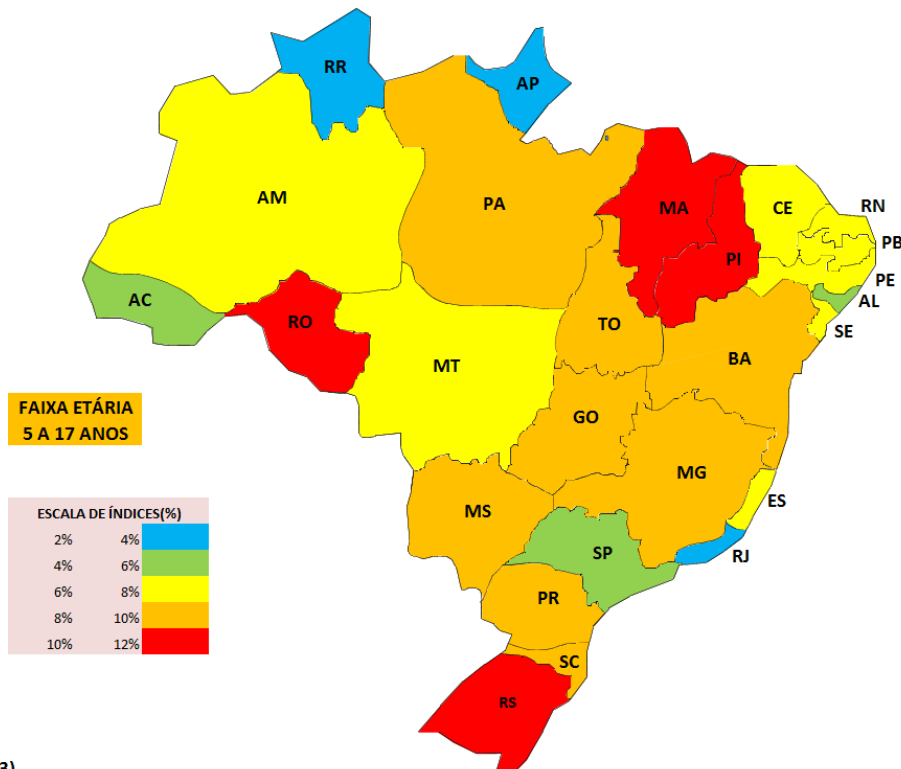 RR
AP
AM
PA
MA
CE
RN
PB
PI
PE
AL
SE
AC
RO
TO
BA
MT
GO
MG
ES
MS
SP
RJ
PR
SC
RS
FAIXA ETÁRIA
5 A 17 ANOS
ESCALA DE ÍNDICES(%)
2% 4%
4% 6%
6% 8%
8% 10%
10% 12%
3)